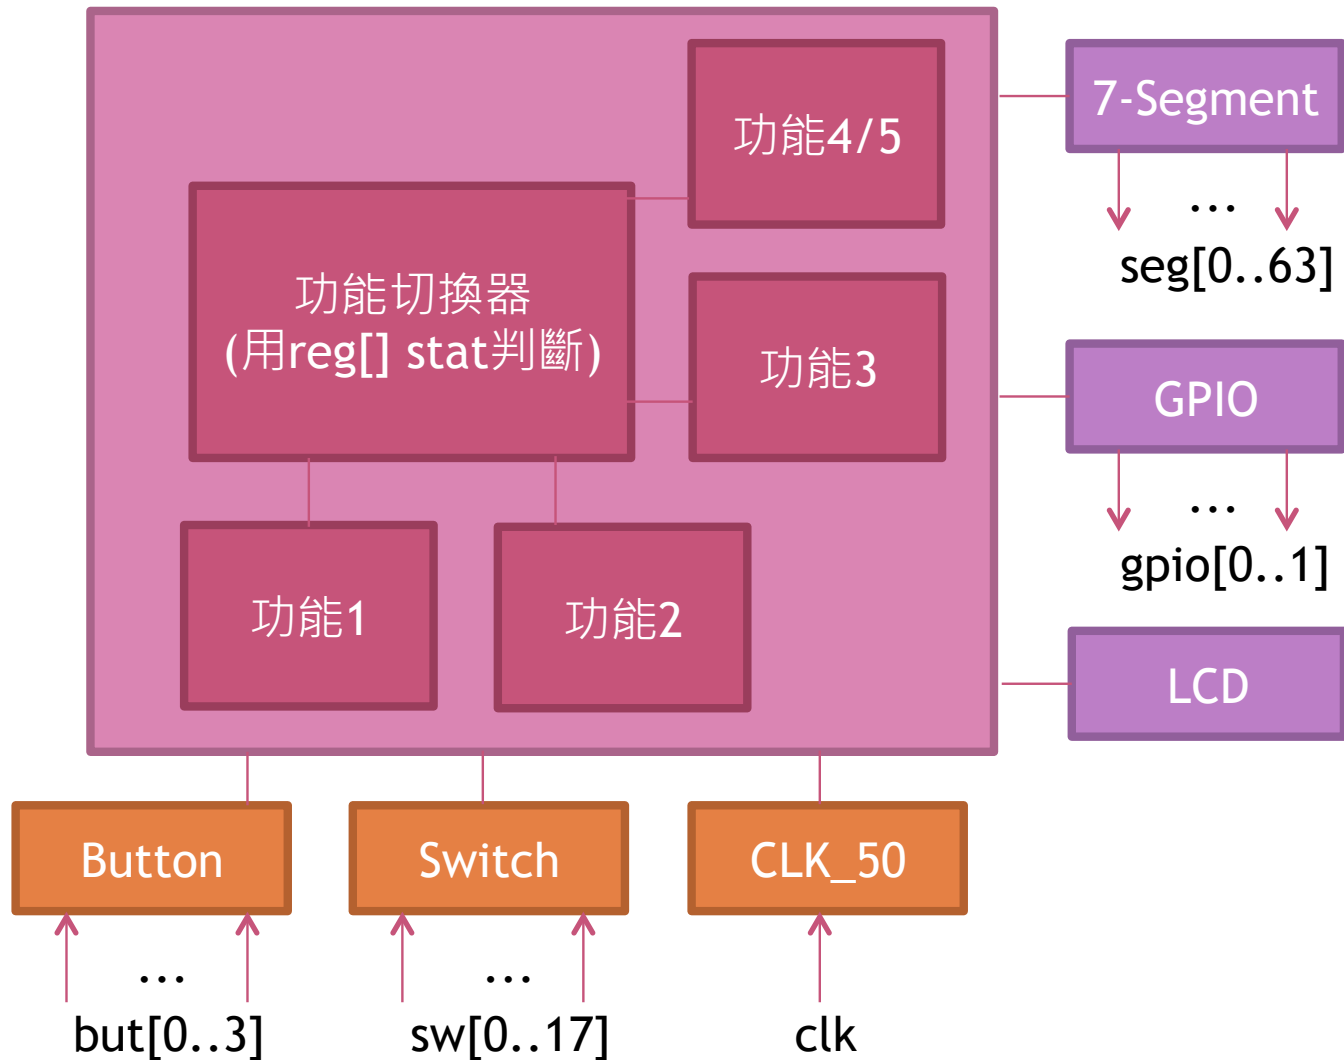 功能4/5
7-Segment
...
seg[0..63]
功能切換器
(用reg[] stat判斷)
功能3
GPIO
...
gpio[0..1]
功能1
功能2
LCD
Button
Switch
CLK_50
...
...
but[0..3]
sw[0..17]
clk